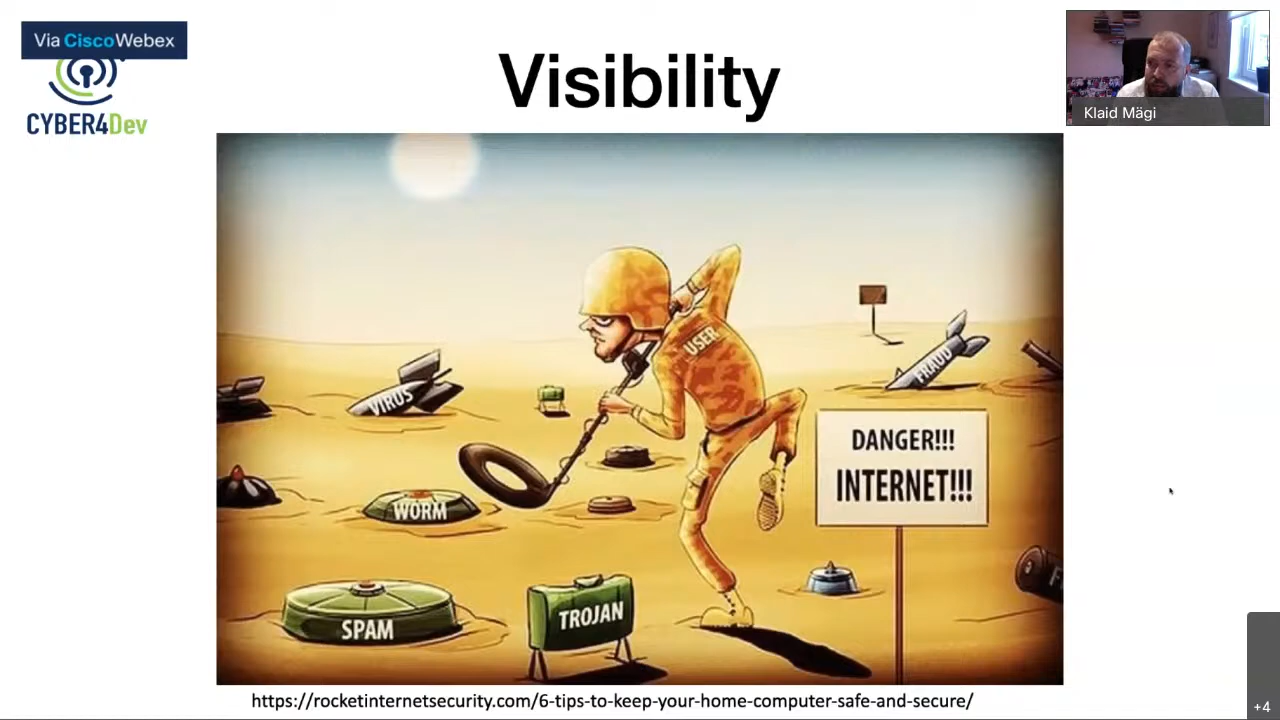 Via CiscoWebex
CYBER4Dev
Visibility
Klaid Mägi
USER
VIRUS
FRAUD
DANGER!!!
INTERNET!!!
WORM
SPAM
TROJAN
https://rocketinternetsecurity.com/6-tips-to-keep-your-home-computer-safe-and-secure/
+4